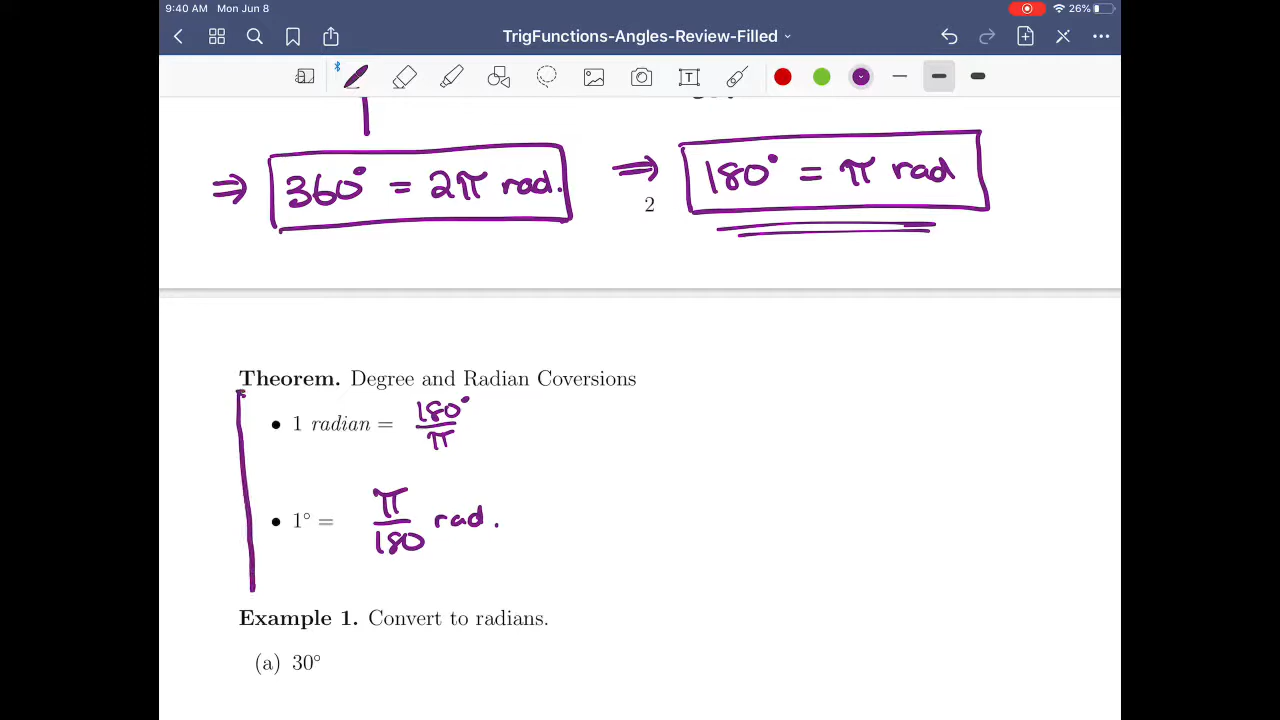 9:40 AM Mon Jun 8
26%
TrigFunctions-Angles-Review-Filled
⇒ 360° = 2π rad. ⇒ 180° = π rad
2
Theorem. Degree and Radian Coversions
• 1 radian = 180°/π
• 1° = π/180 rad.
Example 1. Convert to radians.
(a) 30°